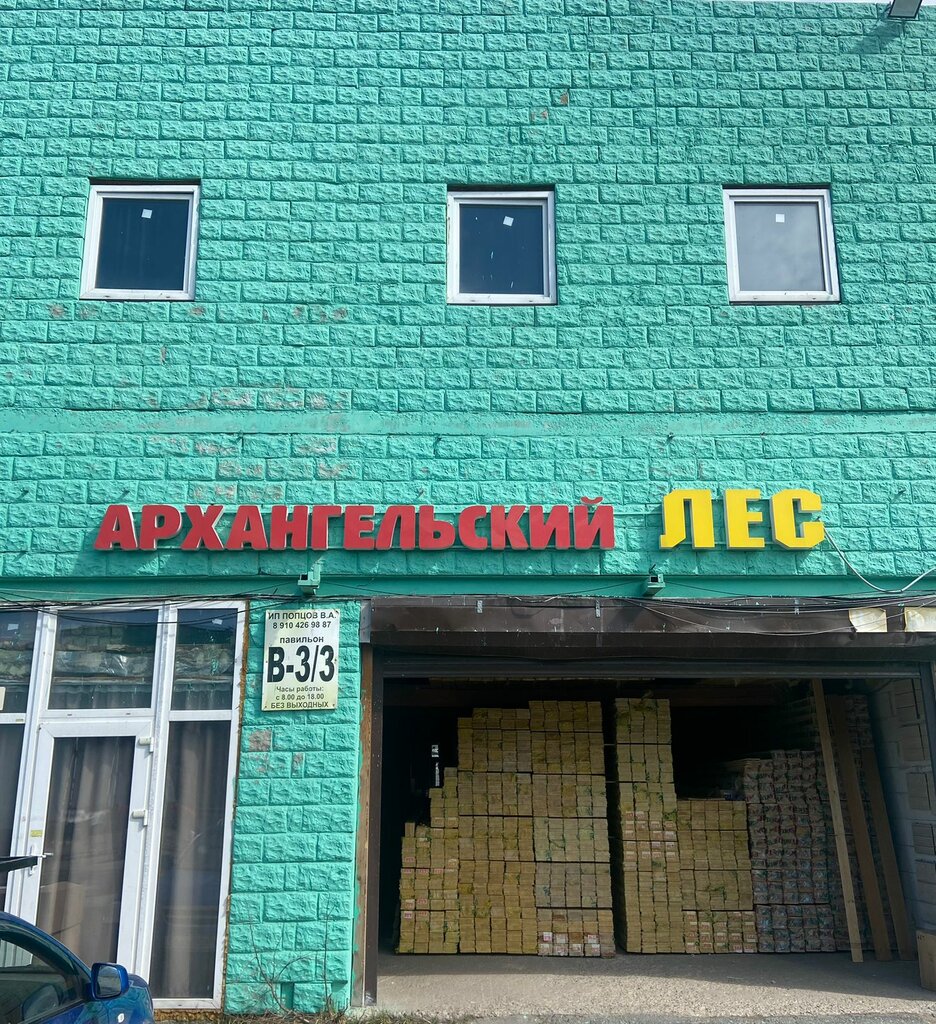 АРХАНГЕЛЬСКИЙ ЛЕС
ИП ПОПЦОВ В.А.
8 910 426 98 87
павильон
В-3/3
Часы работы:
с 8.00 до 18.00
БЕЗ ВЫХОДНЫХ